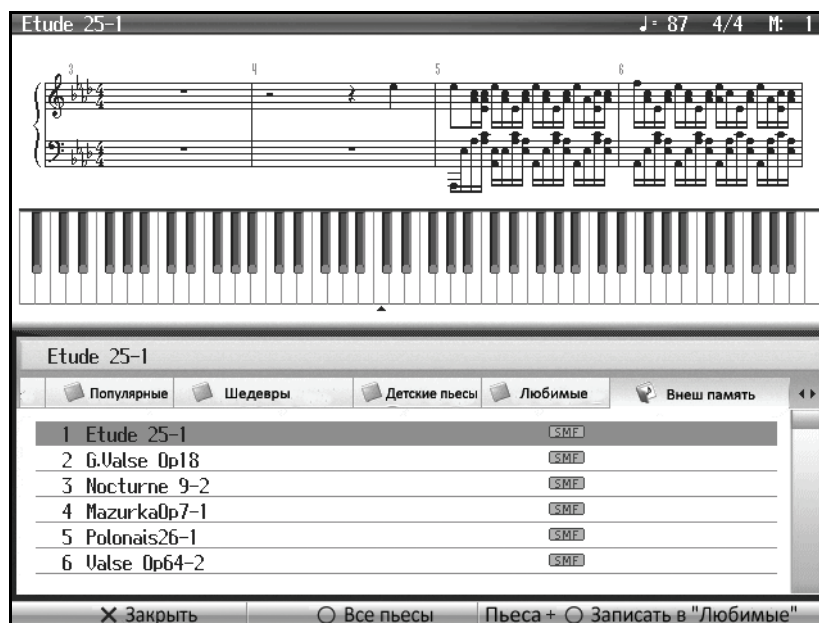 Etude 25-1 ♩= 87 4/4 M: 1
3 4 5 6
Etude 25-1
Популярные Шедевры Детские пьесы Любимые Внеш память
1 Etude 25-1 SMF
2 G.Valse Op18 SMF
3 Nocturne 9-2 SMF
4 MazurkaOp7-1 SMF
5 Polonais26-1 SMF
6 Valse Op64-2 SMF
✕ Закрыть ○ Все пьесы Пьеса + ○ Записать в "Любимые"